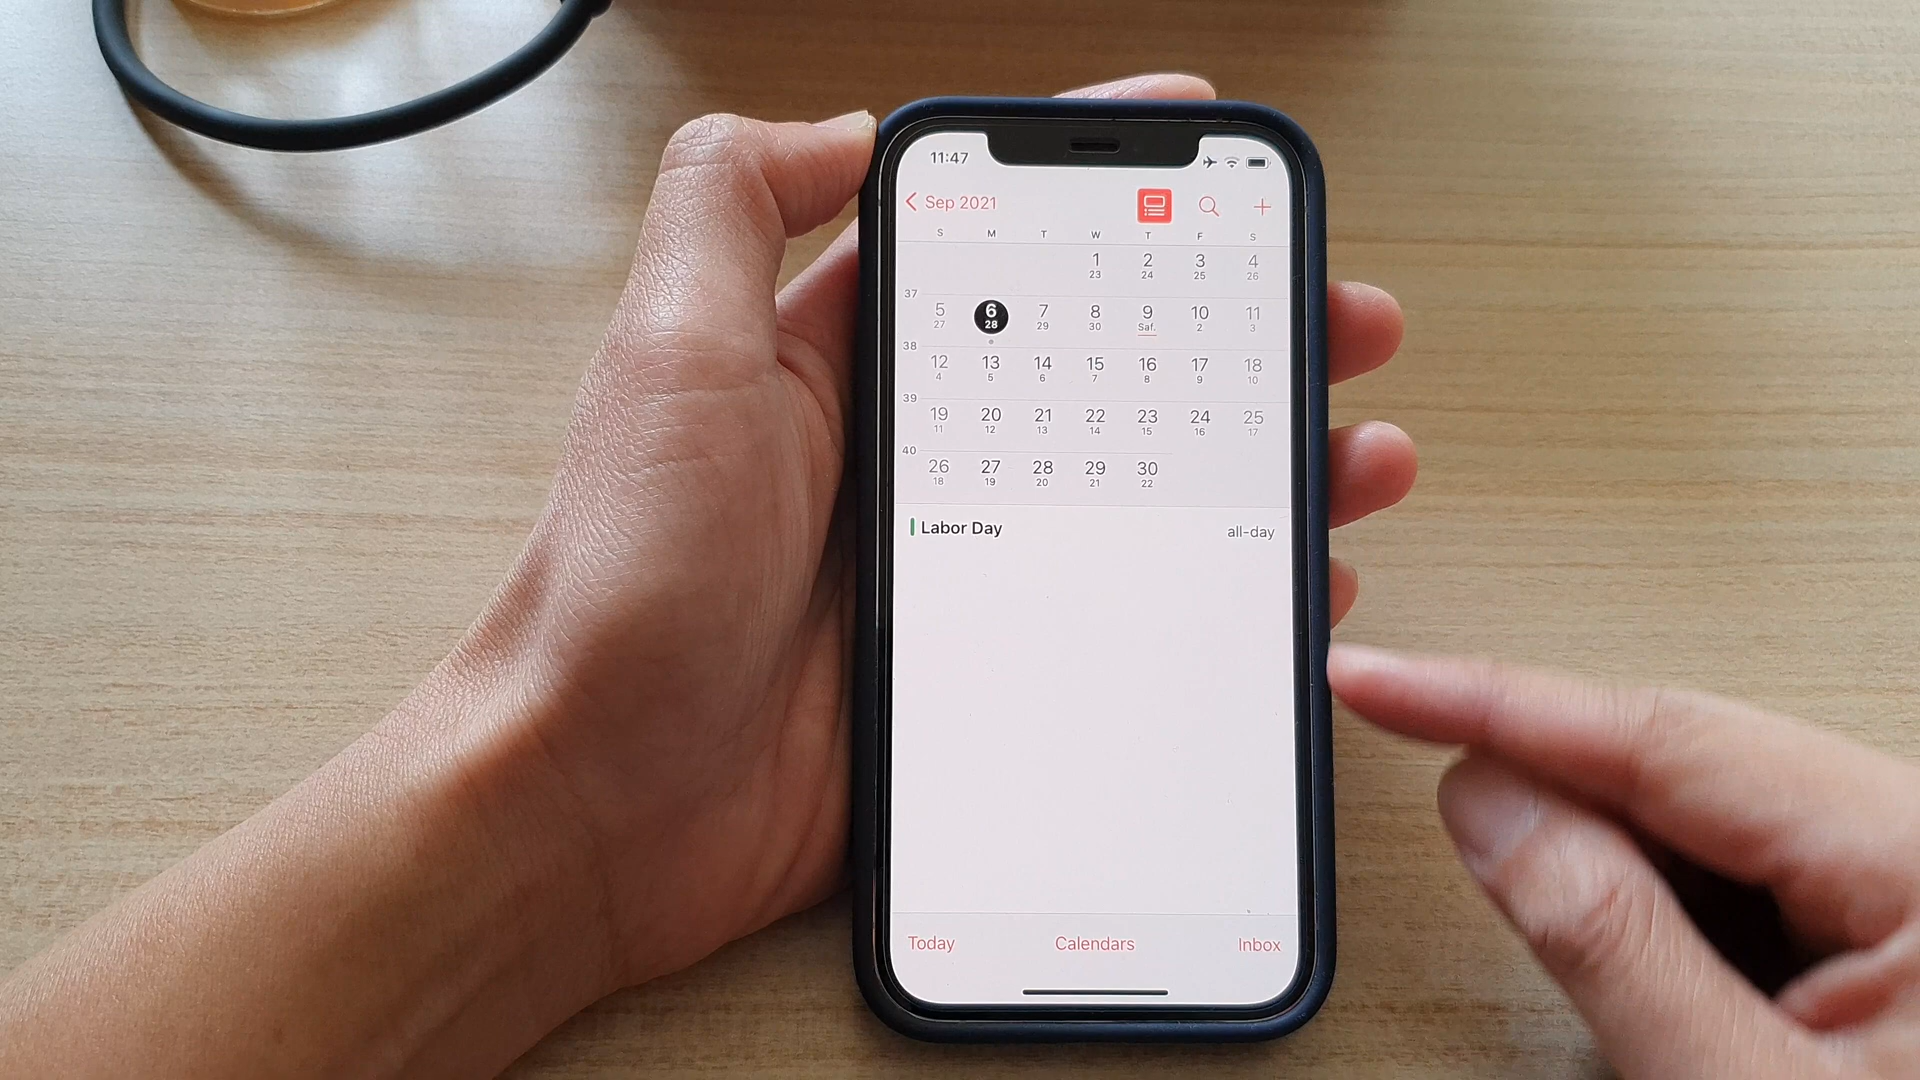 11:47
Sep 2021
S M T W T F S
1 2 3 4
23 24 25 26
37
5 6 7 8 9 10 11
27 28 29 30 Saf. 2 3
38
12 13 14 15 16 17 18
4 5 6 7 8 9 10
39
19 20 21 22 23 24 25
11 12 13 14 15 16 17
40
26 27 28 29 30
18 19 20 21 22
Labor Day all-day
Today Calendars Inbox